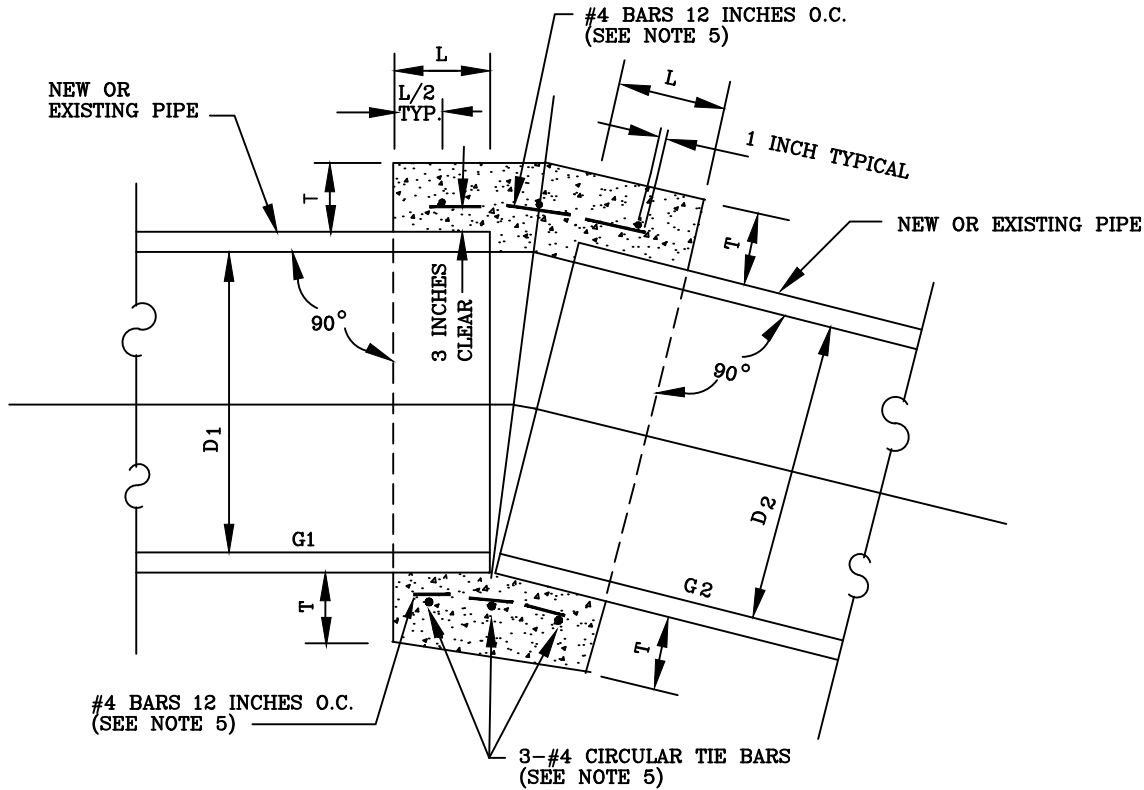 #4 BARS 12 INCHES O.C.
(SEE NOTE 5)
L
L
NEW OR
EXISTING PIPE
L/2
TYP.
1 INCH TYPICAL
T
T
NEW OR EXISTING PIPE
3 INCHES
CLEAR
90°
90°
D1
D2
G1
G2
T
T
#4 BARS 12 INCHES O.C.
(SEE NOTE 5)
3-#4 CIRCULAR TIE BARS
(SEE NOTE 5)